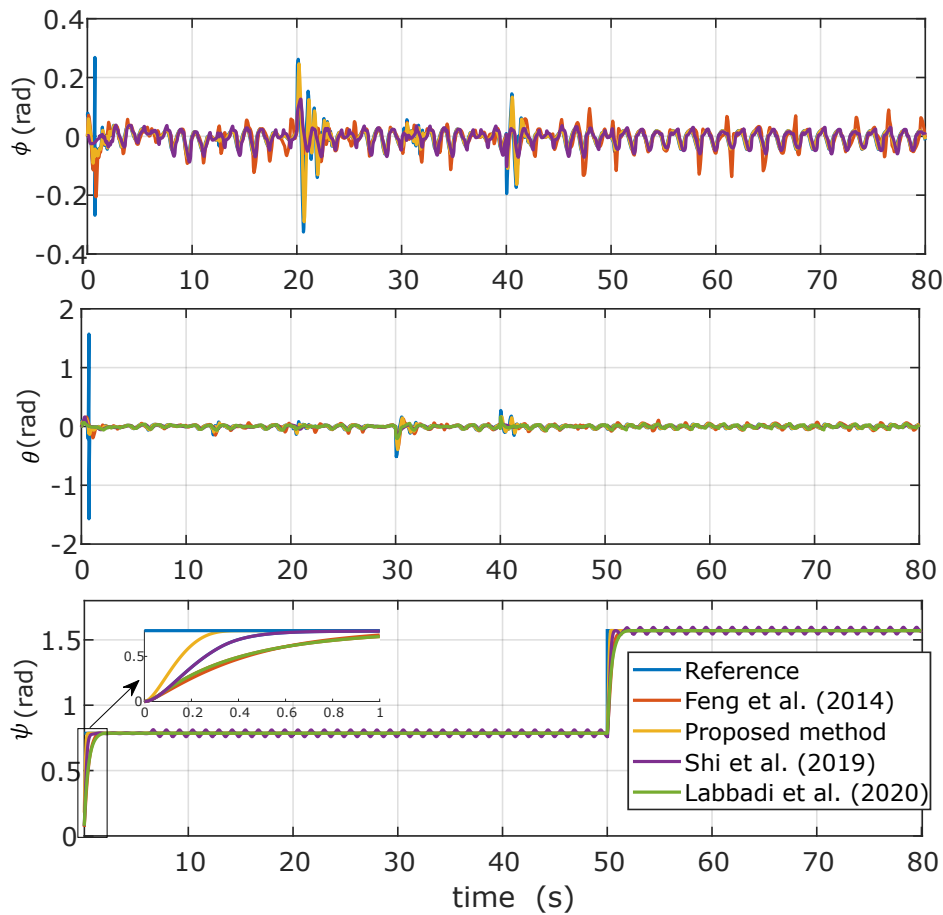 0.4
0.2
0
-0.2
-0.4
ϕ (rad)
0 10 20 30 40 50 60 70 80
2
1
0
-1
-2
θ (rad)
0 10 20 30 40 50 60 70 80
1.5
1
0.5
0
ψ (rad)
0.5
0
0 0.2 0.4 0.6 0.8 1
Reference
Feng et al. (2014)
Proposed method
Shi et al. (2019)
Labbadi et al. (2020)
10 20 30 40 50 60 70 80
time (s)